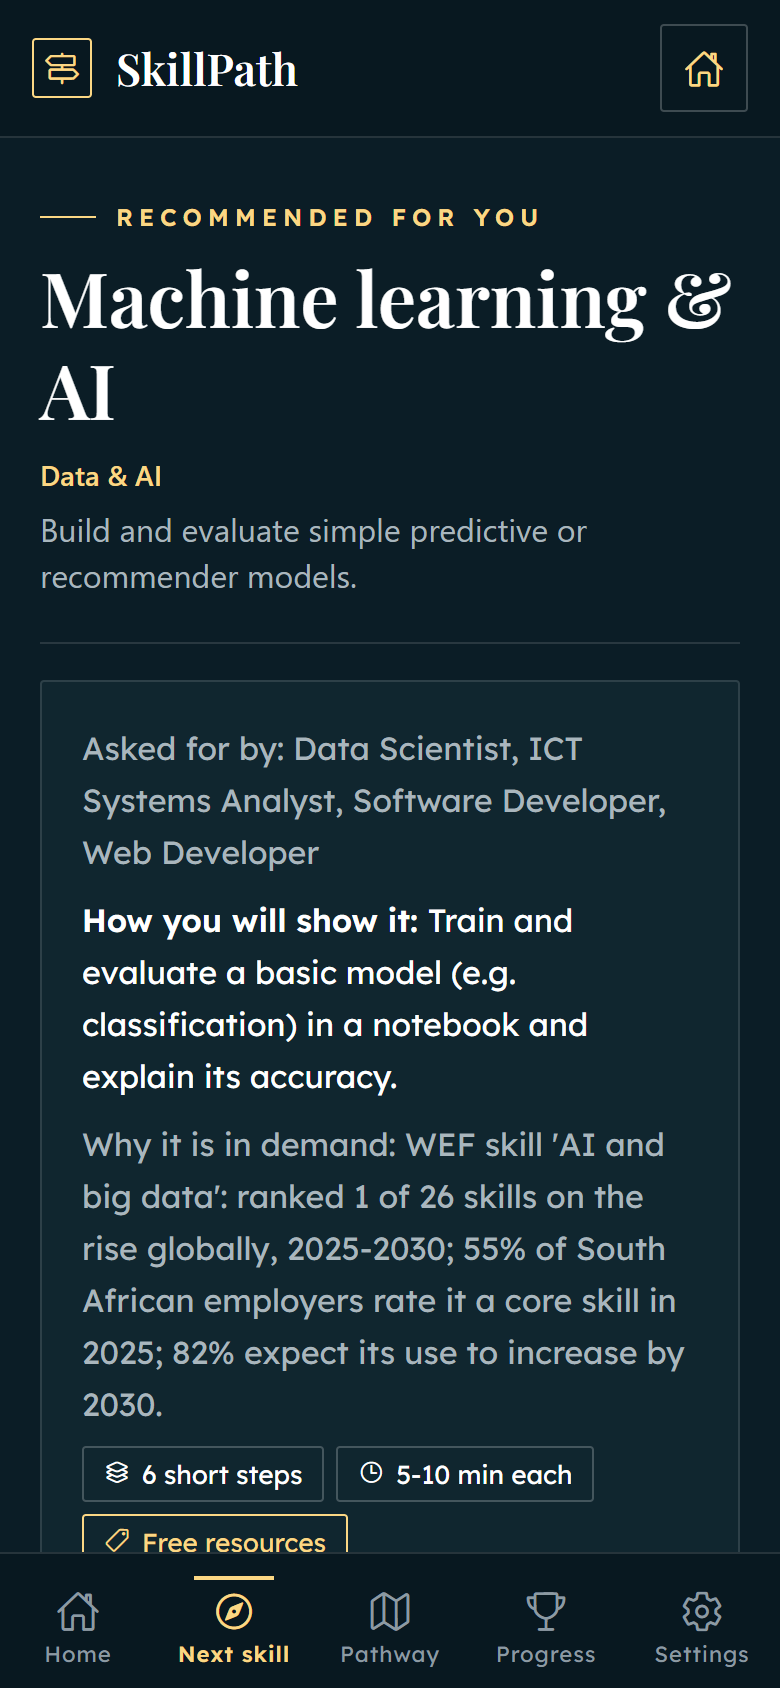 SkillPath
RECOMMENDED FOR YOU
Machine learning &
AI
Data & AI
Build and evaluate simple predictive or
recommender models.
Asked for by: Data Scientist, ICT
Systems Analyst, Software Developer,
Web Developer
How you will show it: Train and
evaluate a basic model (e.g.
classification) in a notebook and
explain its accuracy.
Why it is in demand: WEF skill 'AI and
big data': ranked 1 of 26 skills on the
rise globally, 2025-2030; 55% of South
African employers rate it a core skill in
2025; 82% expect its use to increase by
2030.
6 short steps
5-10 min each
Free resources
Home
Next skill
Pathway
Progress
Settings